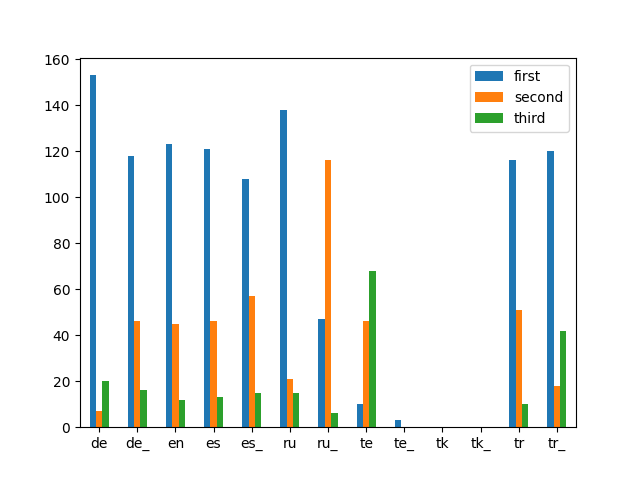 160
140
120
100
80
60
40
20
0
first
second
third
de de_ en es es_ ru ru_ te te_ tk tk_ tr tr_